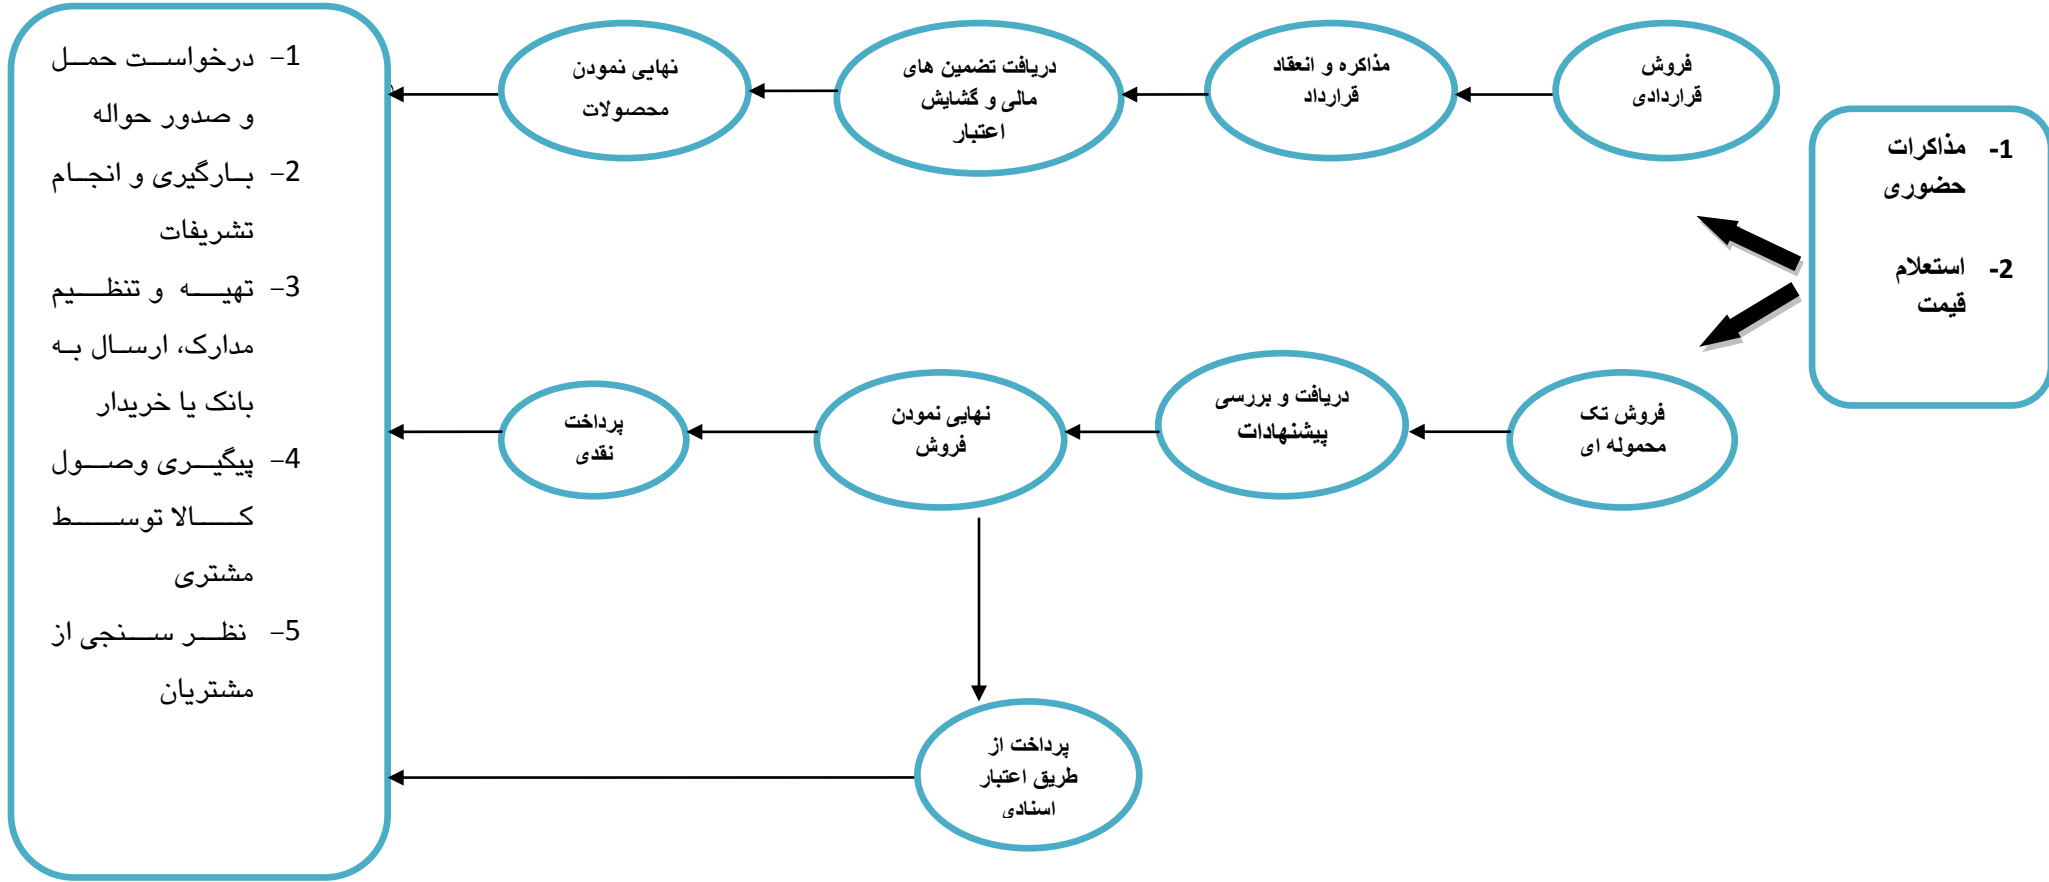 1- مذاکرات
حضوری
2- استعلام
قیمت
فروش
قراردادی
مذاکره و انعقاد
قرارداد
دریافت تضمین های
مالی و گشایش
اعتبار
نهایی نمودن
محصولات
فروش تک
محموله ای
دریافت و بررسی
پیشنهادات
نهایی نمودن
فروش
پرداخت
نقدی
پرداخت از
طریق اعتبار
اسنادی
1- درخواست حمل
و صدور حواله
2- بارگیری و انجام
تشریفات
3- تهیه و تنظیم
مدارک، ارسال به
بانک یا خریدار
4- پیگیری وصول
کالا توسط
مشتری
5- نظر سنجی از
مشتریان